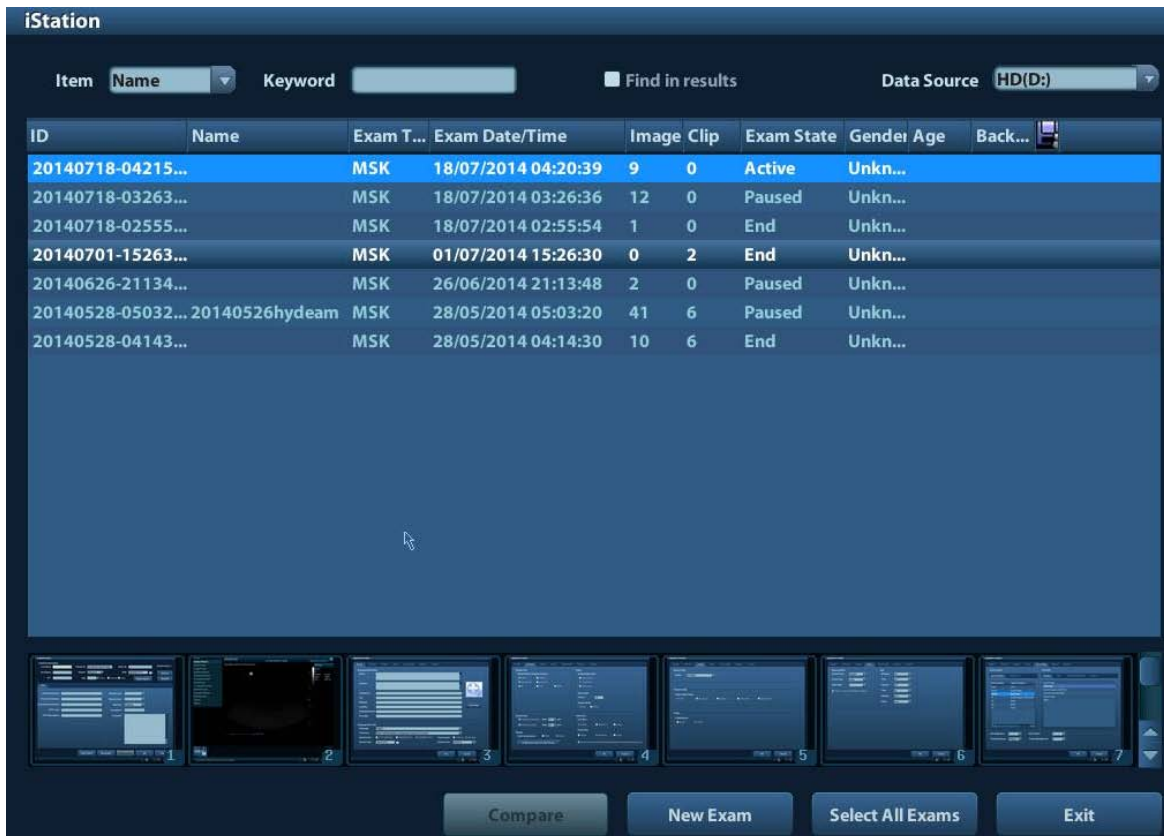 iStation
Item Name Keyword Find in results Data Source HD(D:)
ID Name Exam T... Exam Date/Time Image Clip Exam State Gender Age Back...
20140718-04215... MSK 18/07/2014 04:20:39 9 0 Active Unkn...
20140718-03263... MSK 18/07/2014 03:26:36 12 0 Paused Unkn...
20140718-02555... MSK 18/07/2014 02:55:54 1 0 End Unkn...
20140701-15263... MSK 01/07/2014 15:26:30 0 2 End Unkn...
20140626-21134... MSK 26/06/2014 21:13:48 2 0 Paused Unkn...
20140528-05032... 20140526hydeam MSK 28/05/2014 05:03:20 41 6 Paused Unkn...
20140528-04143... MSK 28/05/2014 04:14:30 10 6 End Unkn...
1 2 3 4 5 6 7
Compare New Exam Select All Exams Exit